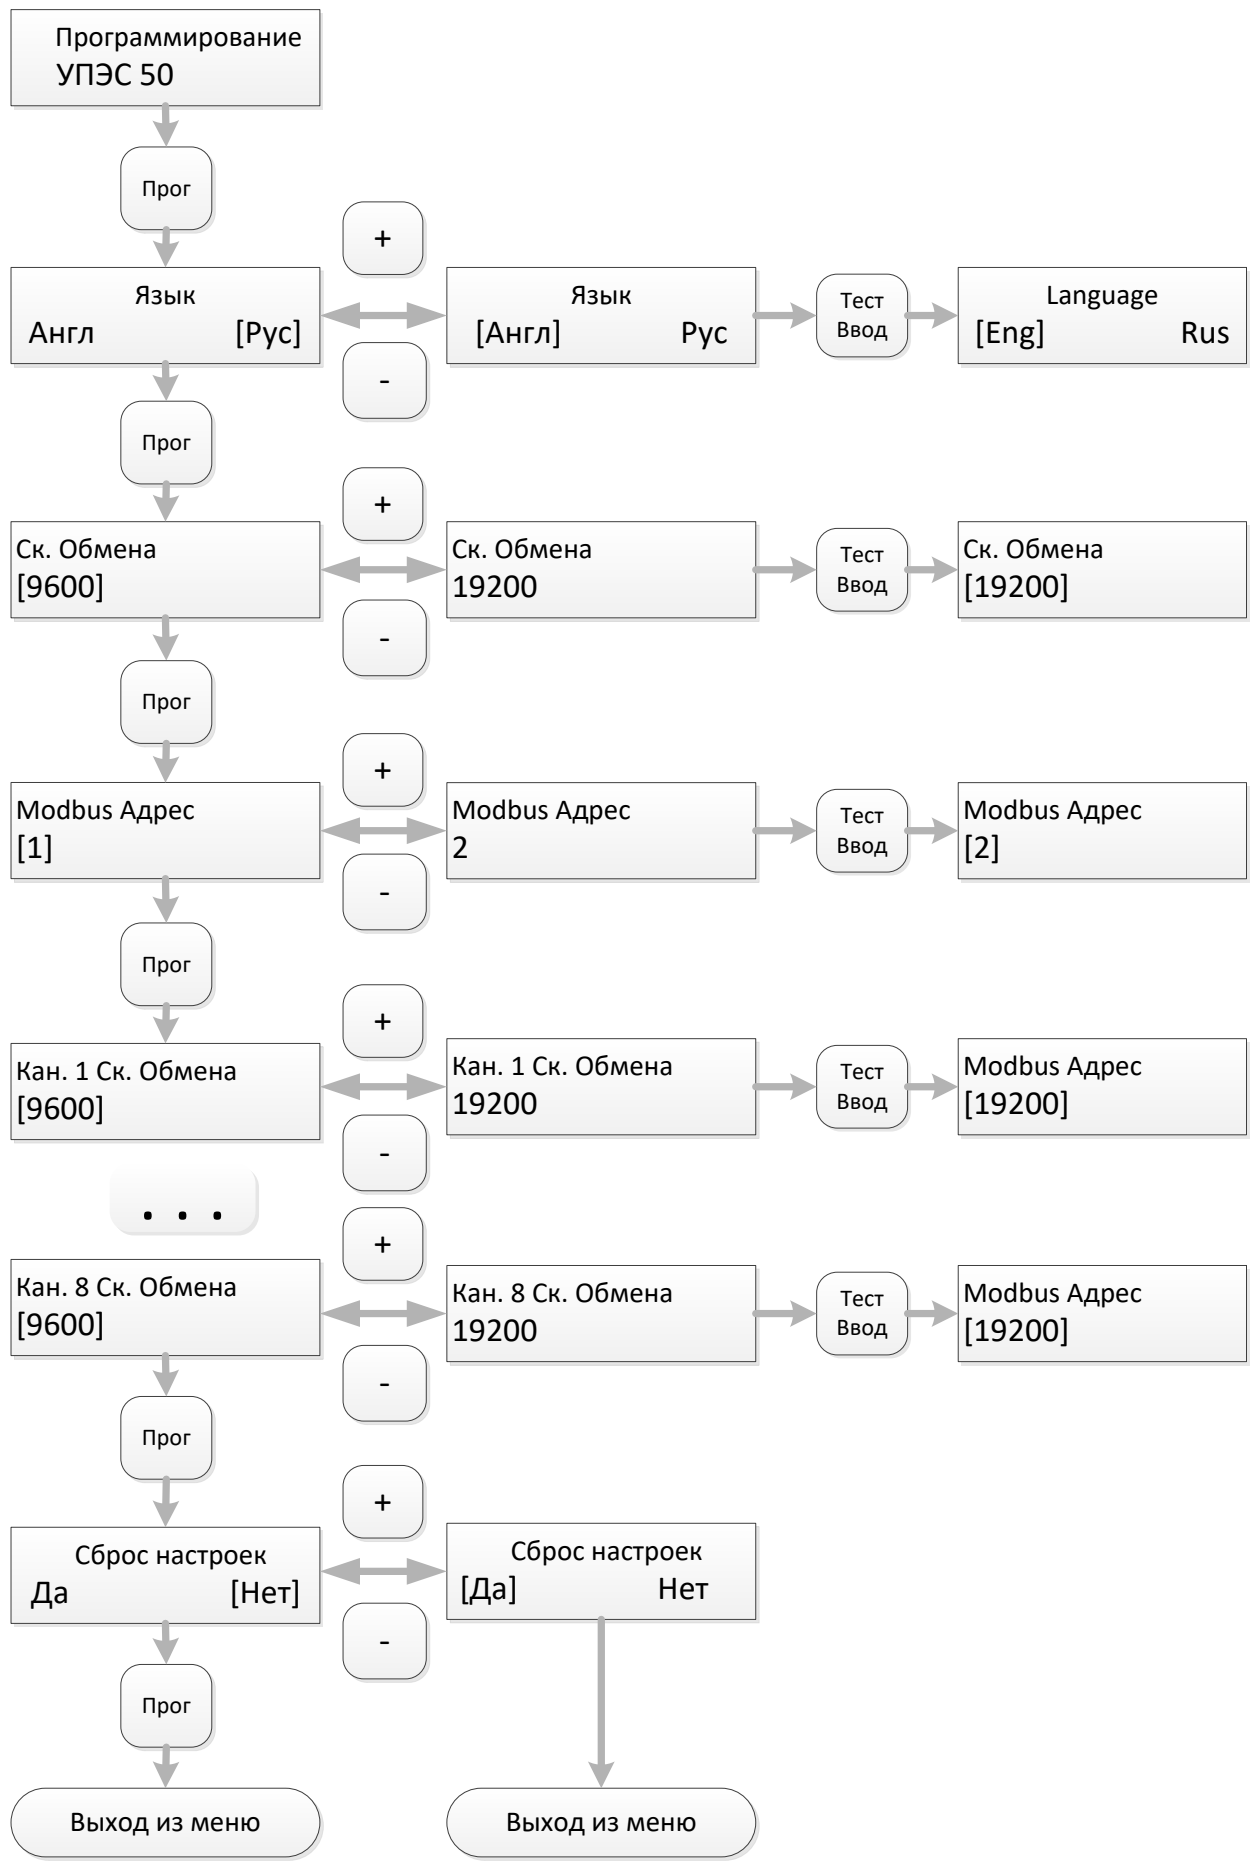 Программирование
УПЭС 50
Прог
+
Язык
Англ [Рус]
Язык
[Англ] Рус
Тест
Ввод
Language
[Eng] Rus
-
Прог
+
Ск. Обмена
[9600]
Ск. Обмена
19200
Тест
Ввод
Ск. Обмена
[19200]
-
Прог
+
Modbus Адрес
[1]
Modbus Адрес
2
Тест
Ввод
Modbus Адрес
[2]
-
Прог
+
Кан. 1 Ск. Обмена
[9600]
Кан. 1 Ск. Обмена
19200
Тест
Ввод
Modbus Адрес
[19200]
-
. . .
+
Кан. 8 Ск. Обмена
[9600]
Кан. 8 Ск. Обмена
19200
Тест
Ввод
Modbus Адрес
[19200]
-
Прог
+
Сброс настроек
Да [Нет]
Сброс настроек
[Да] Нет
-
Прог
Выход из меню
Выход из меню